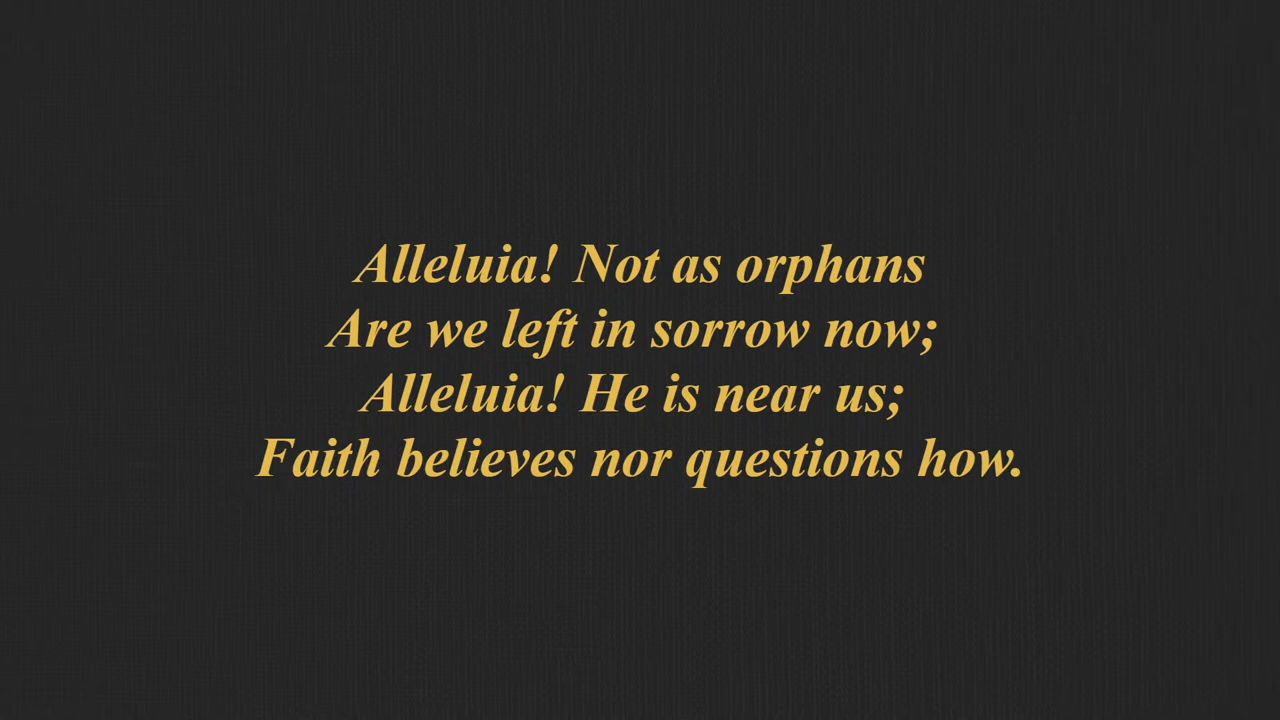 Alleluia! Not as orphans
Are we left in sorrow now;
Alleluia! He is near us;
Faith believes nor questions how.